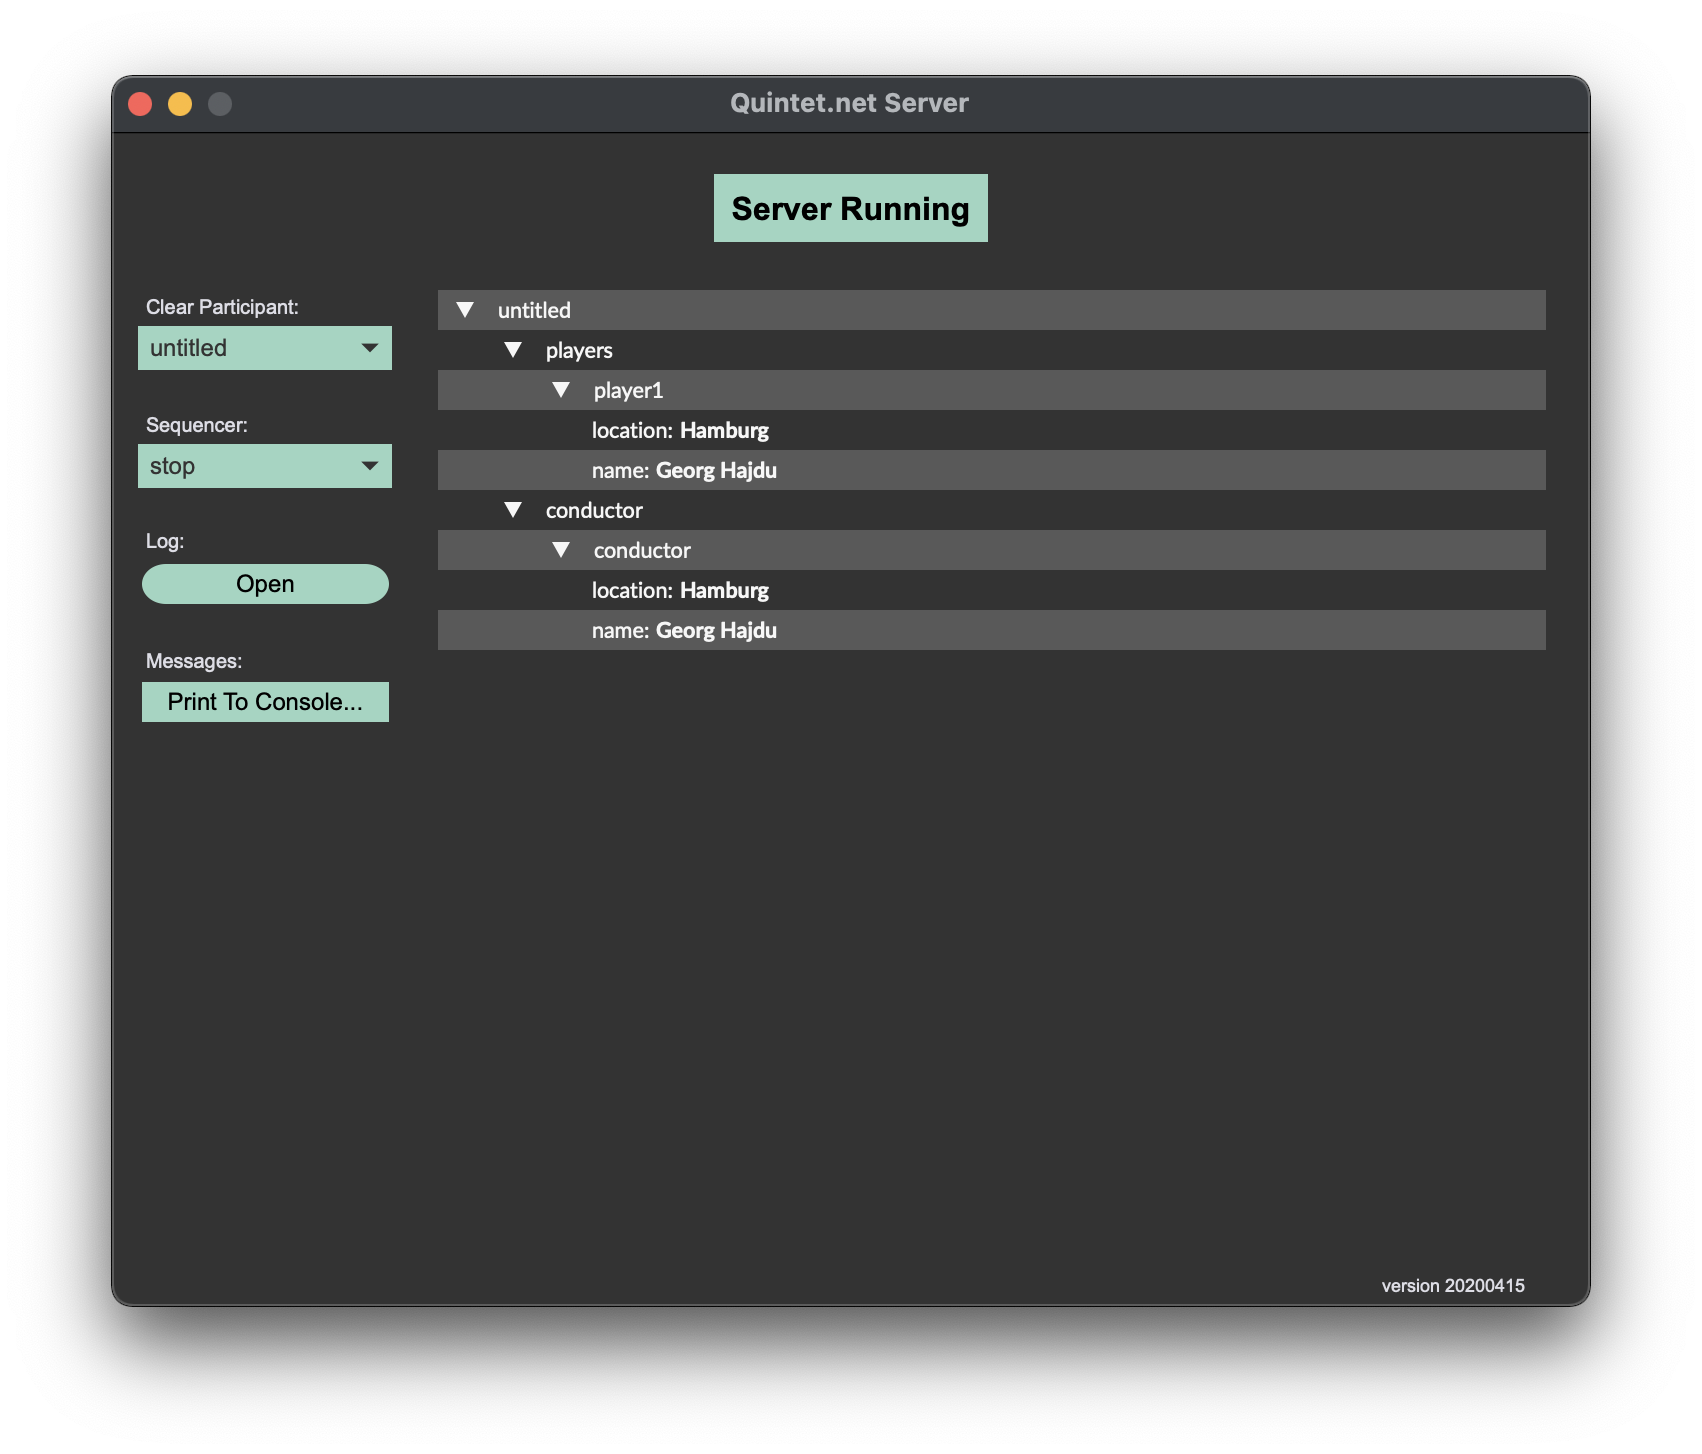 Quintet.net Server
Server Running
Clear Participant:
untitled
Sequencer:
stop
Log:
Open
Messages:
Print To Console...
untitled
players
player1
location: Hamburg
name: Georg Hajdu
conductor
conductor
location: Hamburg
name: Georg Hajdu
version 20200415